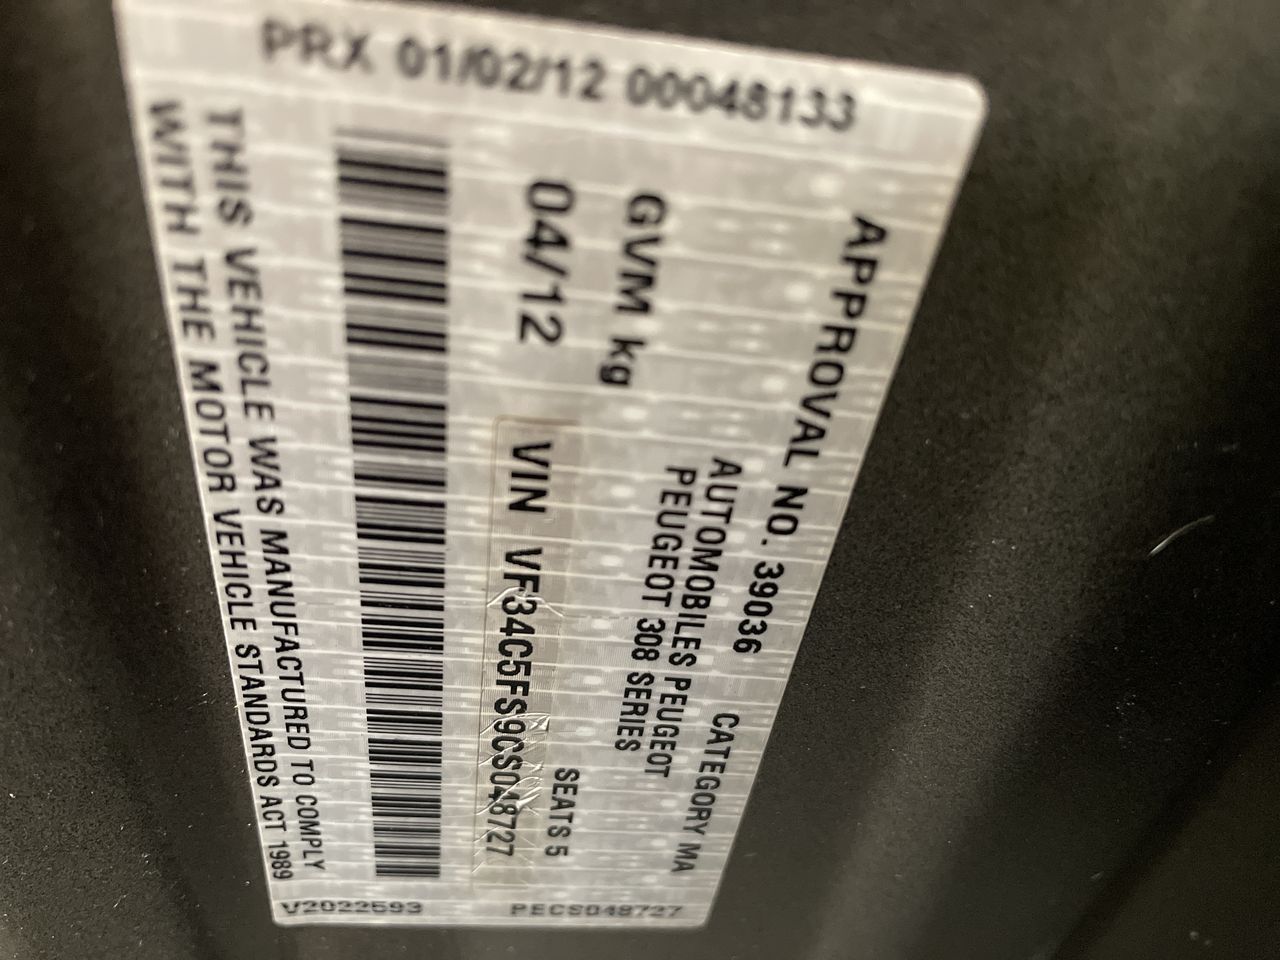 PRX 01/02/12 00048133
APPROVAL NO. 39036 CATEGORY MA
AUTOMOBILES PEUGEOT
PEUGEOT 308 SERIES
GVM kg SEATS 5
04/12 VIN VF34C5FS9CS048727
THIS VEHICLE WAS MANUFACTURED TO COMPLY
WITH THE MOTOR VEHICLE STANDARDS ACT 1989
V2022593 PECS048727